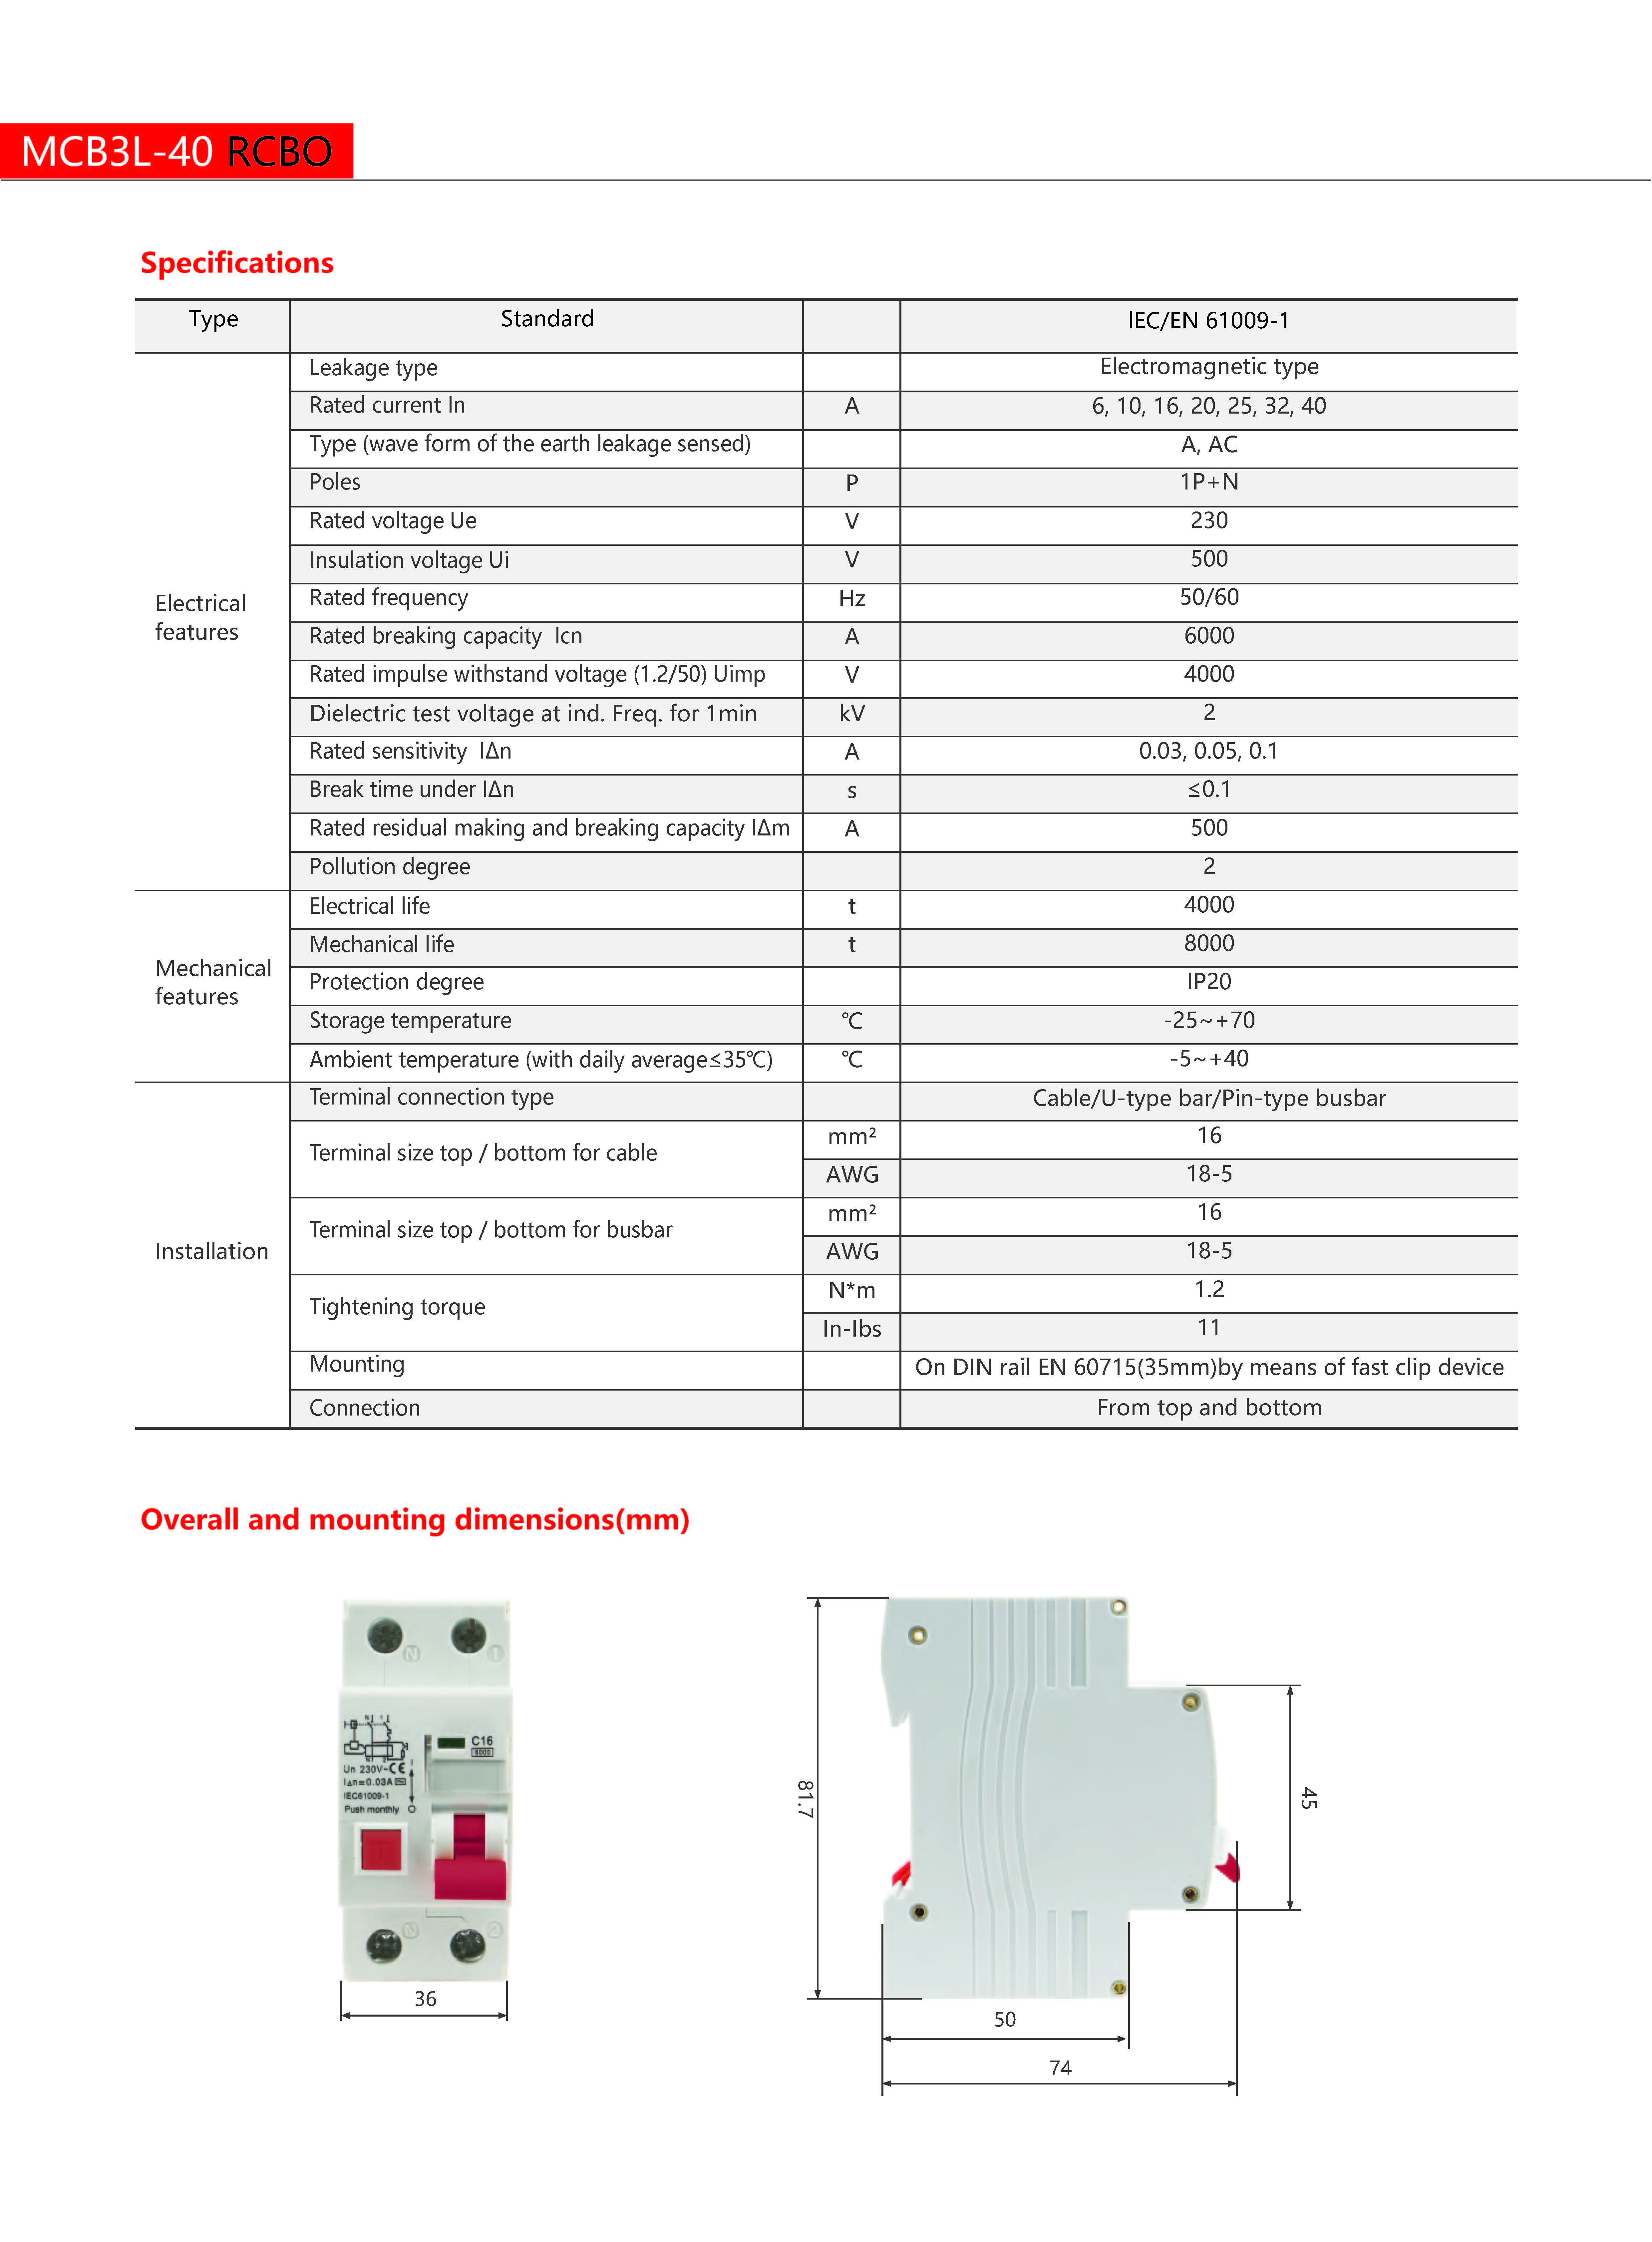 MCB3L-40 RCBO
Specifications
Type Standard IEC/EN 61009-1
Electrical
features
Leakage type Electromagnetic type
Rated current In A 6, 10, 16, 20, 25, 32, 40
Type (wave form of the earth leakage sensed) A, AC
Poles P 1P+N
Rated voltage Ue V 230
Insulation voltage Ui V 500
Rated frequency Hz 50/60
Rated breaking capacity Icn A 6000
Rated impulse withstand voltage (1.2/50) Uimp V 4000
Dielectric test voltage at ind. Freq. for 1min kV 2
Rated sensitivity I∆n A 0.03, 0.05, 0.1
Break time under I∆n s ≤0.1
Rated residual making and breaking capacity I∆m A 500
Pollution degree 2
Mechanical
features
Electrical life t 4000
Mechanical life t 8000
Protection degree IP20
Storage temperature ℃ -25~+70
Ambient temperature (with daily average≤35℃) ℃ -5~+40
Installation
Terminal connection type Cable/U-type bar/Pin-type busbar
Terminal size top / bottom for cable mm² 16
AWG 18-5
Terminal size top / bottom for busbar mm² 16
AWG 18-5
Tightening torque N*m 1.2
In-Ibs 11
Mounting On DIN rail EN 60715(35mm)by means of fast clip device
Connection From top and bottom
Overall and mounting dimensions(mm)
N 1
C16
6000
Un 230V~CE
I∆n=0.03A
IEC61009-1
Push monthly
N 2
36
81.7
45
50
74